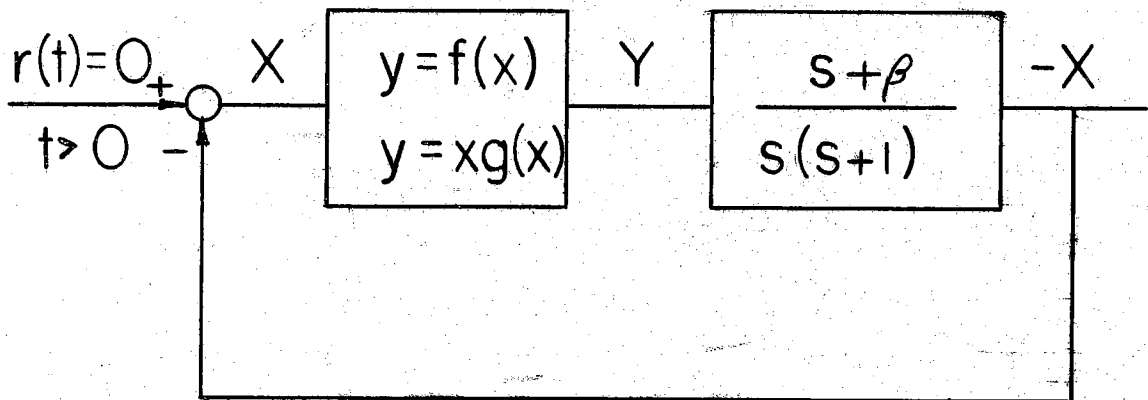 r(t)=0
+
t>0
-
X
y=f(x)
y=xg(x)
Y
s+β
s(s+1)
-X